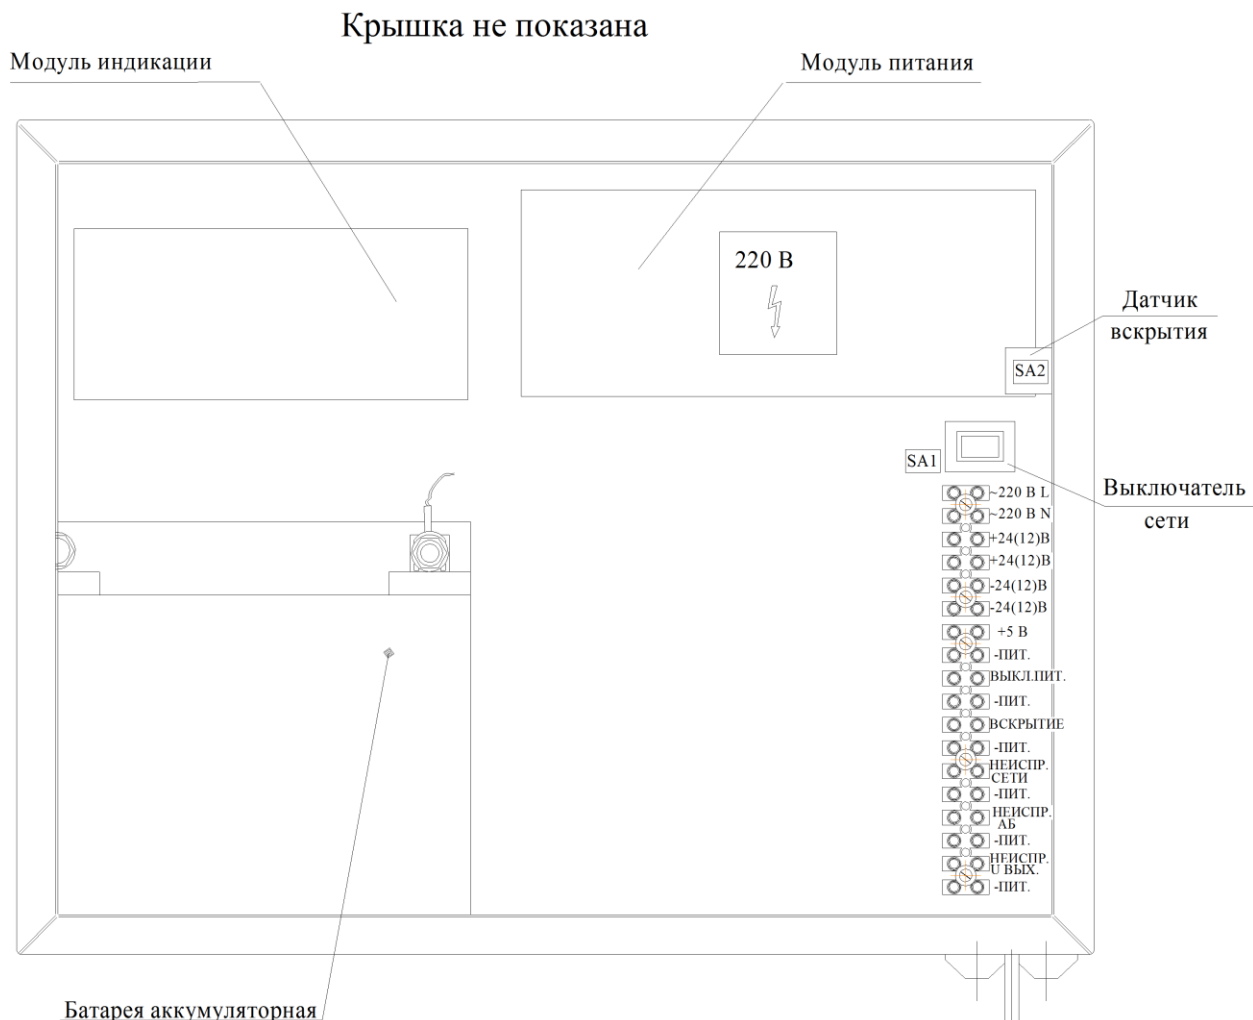 Крышка не показана
Модуль индикации
Модуль питания
220 В
Датчик
вскрытия
SA2
SA1
Выключатель
сети
~220 В L
~220 В N
+24(12)В
+24(12)В
-24(12)В
-24(12)В
+5 В
-ПИТ.
ВЫКЛ.ПИТ.
-ПИТ.
ВСКРЫТИЕ
-ПИТ.
НЕИСПР.
СЕТИ
-ПИТ.
НЕИСПР.
АБ
-ПИТ.
НЕИСПР.
U ВЫХ.
-ПИТ.
Батарея аккумуляторная